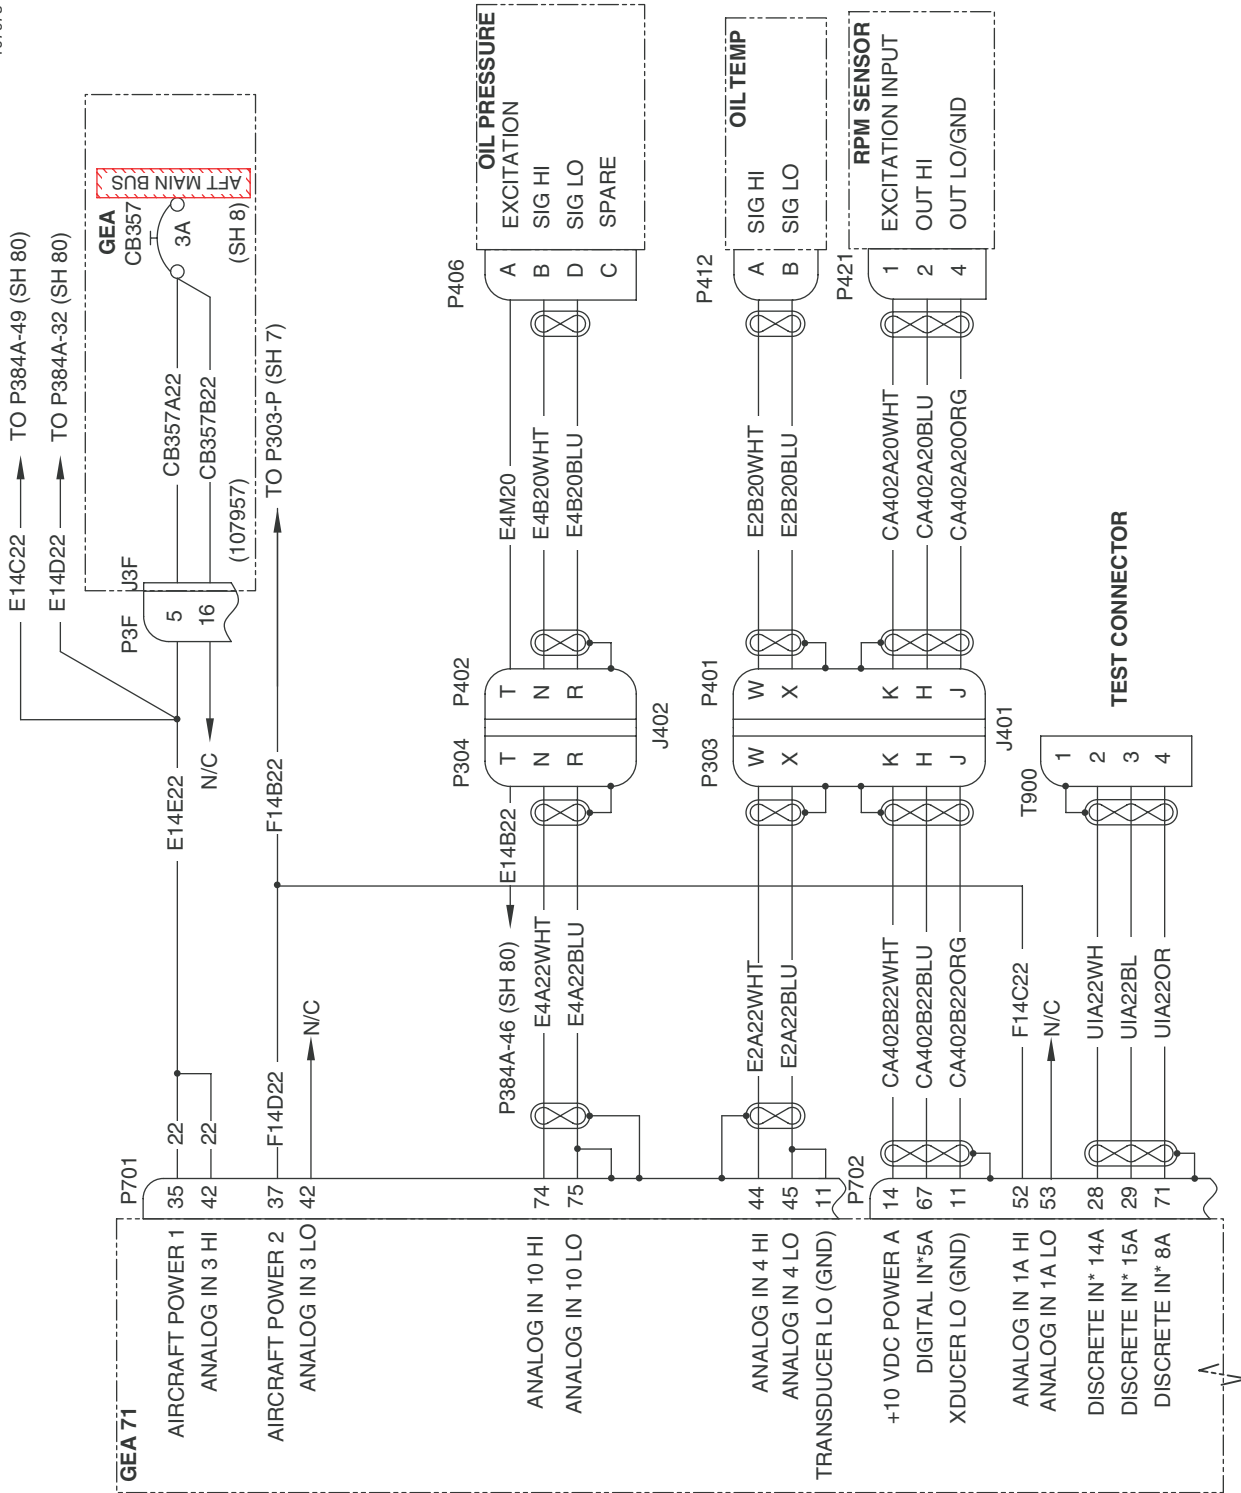 GEA 71
P701
AIRCRAFT POWER 1 35 22 E14E22
ANALOG IN 3 HI 42 22
AIRCRAFT POWER 2 37 F14D22 F14B22 TO P303-P (SH 7)
ANALOG IN 3 LO 42 N/C
E14C22 TO P384A-49 (SH 80)
E14D22 TO P384A-32 (SH 80)
P3F J3F
5 CB357A22
16 CB357B22
N/C
(107957)
GEA
CB357
3A
(SH 8)
AFT MAIN BUS
P384A-46 (SH 80) E14B22
P304 P402 P406
J402
OIL PRESSURE
T T E4M20 A EXCITATION
ANALOG IN 10 HI 74 E4A22WHT N N E4B20WHT B SIG HI
ANALOG IN 10 LO 75 E4A22BLU R R E4B20BLU D SIG LO
C SPARE
P303 P401 P412
OIL TEMP
ANALOG IN 4 HI 44 E2A22WHT W W E2B20WHT A SIG HI
ANALOG IN 4 LO 45 E2A22BLU X X E2B20BLU B SIG LO
TRANSDUCER LO (GND) 11
P702
P421
RPM SENSOR
+10 VDC POWER A 14 CA402B22WHT K K CA402A20WHT 1 EXCITATION INPUT
DIGITAL IN*5A 67 CA402B22BLU H H CA402A20BLU 2 OUT HI
XDUCER LO (GND) 11 CA402B22ORG J J CA402A20ORG 4 OUT LO/GND
J401
ANALOG IN 1A HI 52 F14C22
ANALOG IN 1A LO 53 N/C
T900
TEST CONNECTOR
1
DISCRETE IN* 14A 28 UIA22WH 2
DISCRETE IN* 15A 29 UIA22BL 3
DISCRETE IN* 8A 71 UIA22OR 4